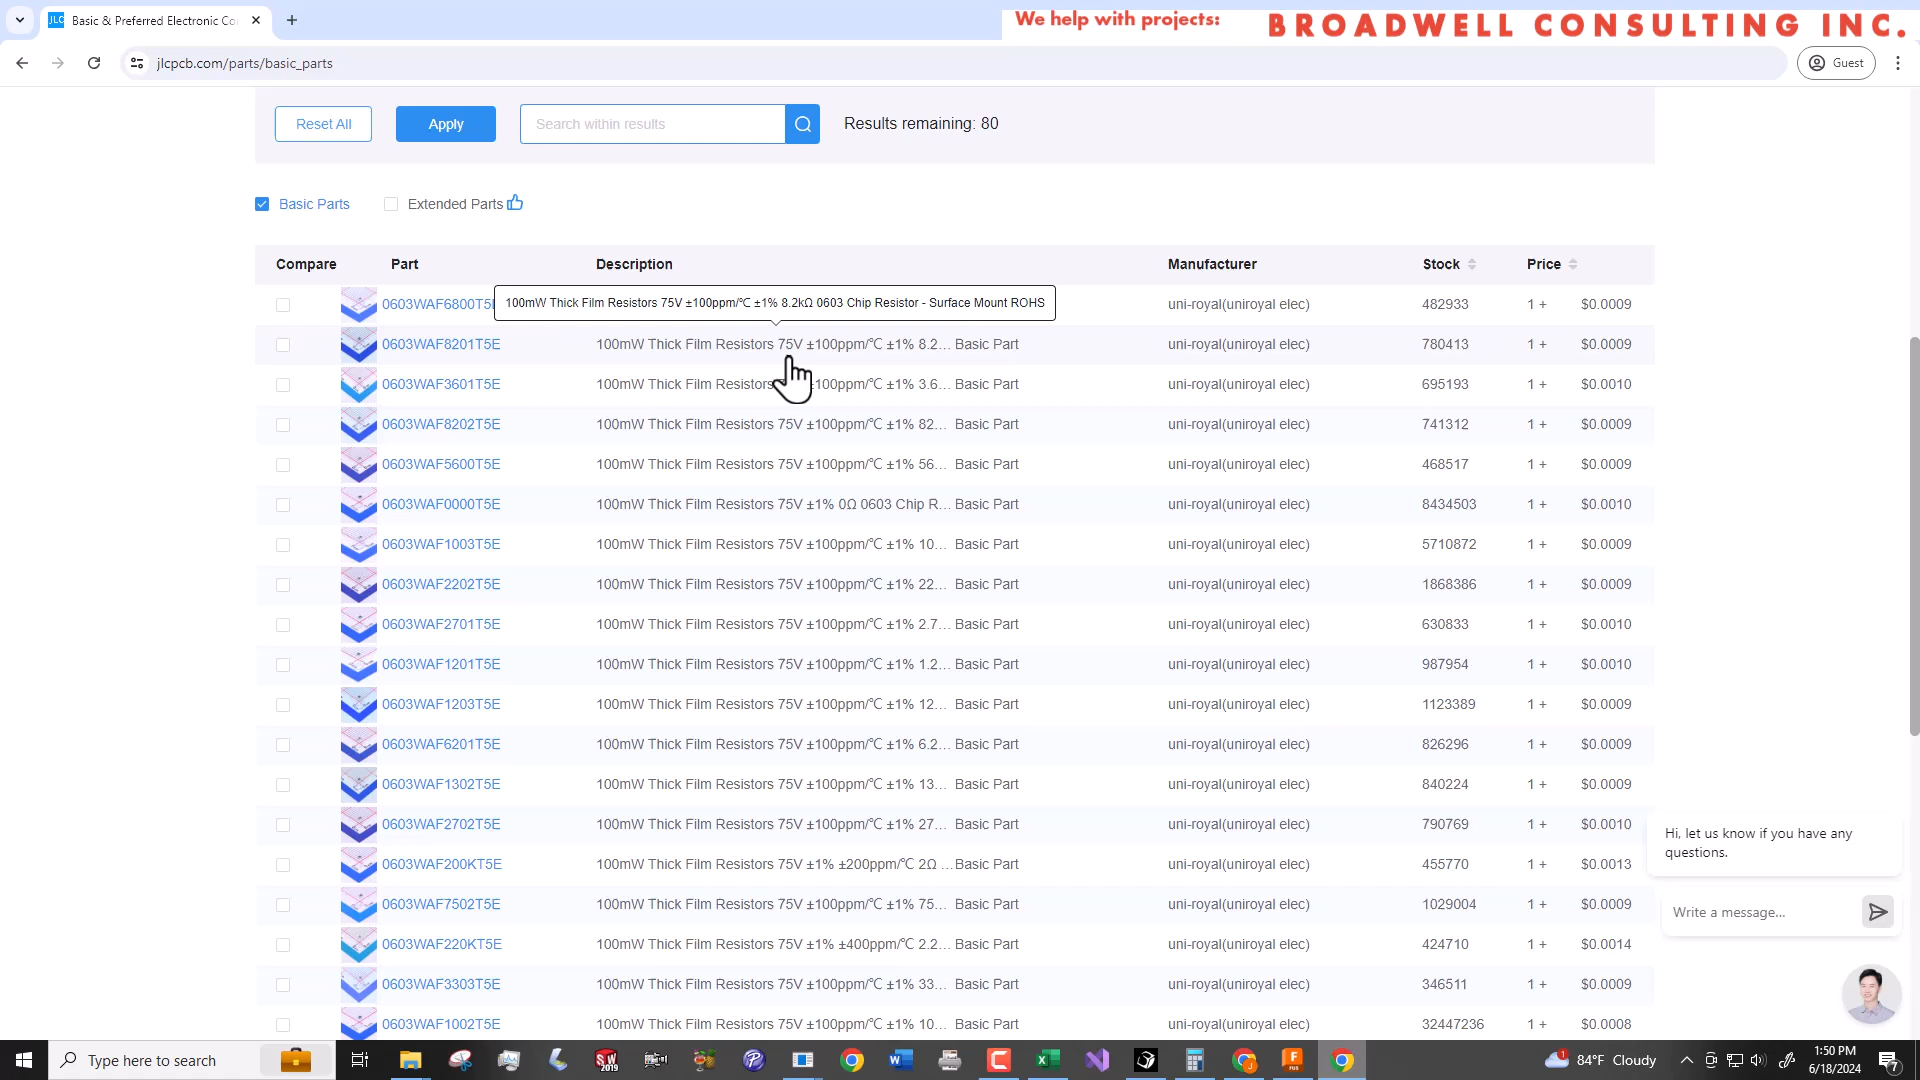 Basic & Preferred Electronic Co
We help with projects:
BROADWELL CONSULTING INC.
jlcpcb.com/parts/basic_parts
Guest
Reset All
Apply
Search within results
Results remaining: 80
Basic Parts
Extended Parts
Compare Part Description Manufacturer Stock Price
0603WAF6800T5 uni-royal(uniroyal elec) 482933 1 + $0.0009
100mW Thick Film Resistors 75V ±100ppm/℃ ±1% 8.2kΩ 0603 Chip Resistor - Surface Mount ROHS
0603WAF8201T5E 100mW Thick Film Resistors 75V ±100ppm/℃ ±1% 8.2... Basic Part uni-royal(uniroyal elec) 780413 1 + $0.0009
0603WAF3601T5E 100mW Thick Film Resistors 100ppm/℃ ±1% 3.6... Basic Part uni-royal(uniroyal elec) 695193 1 + $0.0010
0603WAF8202T5E 100mW Thick Film Resistors 75V ±100ppm/℃ ±1% 82... Basic Part uni-royal(uniroyal elec) 741312 1 + $0.0009
0603WAF5600T5E 100mW Thick Film Resistors 75V ±100ppm/℃ ±1% 56... Basic Part uni-royal(uniroyal elec) 468517 1 + $0.0009
0603WAF0000T5E 100mW Thick Film Resistors 75V ±1% 0Ω 0603 Chip R... Basic Part uni-royal(uniroyal elec) 8434503 1 + $0.0010
0603WAF1003T5E 100mW Thick Film Resistors 75V ±100ppm/℃ ±1% 10... Basic Part uni-royal(uniroyal elec) 5710872 1 + $0.0009
0603WAF2202T5E 100mW Thick Film Resistors 75V ±100ppm/℃ ±1% 22... Basic Part uni-royal(uniroyal elec) 1868386 1 + $0.0009
0603WAF2701T5E 100mW Thick Film Resistors 75V ±100ppm/℃ ±1% 2.7... Basic Part uni-royal(uniroyal elec) 630833 1 + $0.0010
0603WAF1201T5E 100mW Thick Film Resistors 75V ±100ppm/℃ ±1% 1.2... Basic Part uni-royal(uniroyal elec) 987954 1 + $0.0010
0603WAF1203T5E 100mW Thick Film Resistors 75V ±100ppm/℃ ±1% 12... Basic Part uni-royal(uniroyal elec) 1123389 1 + $0.0009
0603WAF6201T5E 100mW Thick Film Resistors 75V ±100ppm/℃ ±1% 6.2... Basic Part uni-royal(uniroyal elec) 826296 1 + $0.0009
0603WAF1302T5E 100mW Thick Film Resistors 75V ±100ppm/℃ ±1% 13... Basic Part uni-royal(uniroyal elec) 840224 1 + $0.0009
0603WAF2702T5E 100mW Thick Film Resistors 75V ±100ppm/℃ ±1% 27... Basic Part uni-royal(uniroyal elec) 790769 1 + $0.0010
0603WAF200KT5E 100mW Thick Film Resistors 75V ±1% ±200ppm/℃ 2Ω ... Basic Part uni-royal(uniroyal elec) 455770 1 + $0.0013
0603WAF7502T5E 100mW Thick Film Resistors 75V ±100ppm/℃ ±1% 75... Basic Part uni-royal(uniroyal elec) 1029004 1 + $0.0009
0603WAF220KT5E 100mW Thick Film Resistors 75V ±1% ±400ppm/℃ 2.2... Basic Part uni-royal(uniroyal elec) 424710 1 + $0.0014
0603WAF3303T5E 100mW Thick Film Resistors 75V ±100ppm/℃ ±1% 33... Basic Part uni-royal(uniroyal elec) 346511 1 + $0.0009
0603WAF1002T5E 100mW Thick Film Resistors 75V ±100ppm/℃ ±1% 10... Basic Part uni-royal(uniroyal elec) 32447236 1 + $0.0008
Hi, let us know if you have any
questions.
Write a message...
Type here to search
84°F Cloudy
1:50 PM
6/18/2024